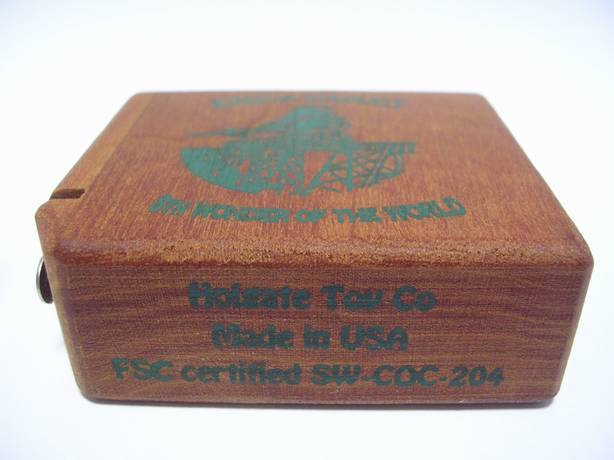 8TH WONDER OF THE WORLD
Holgate Toy Co
Made in USA
FSC certified SW-COC-204